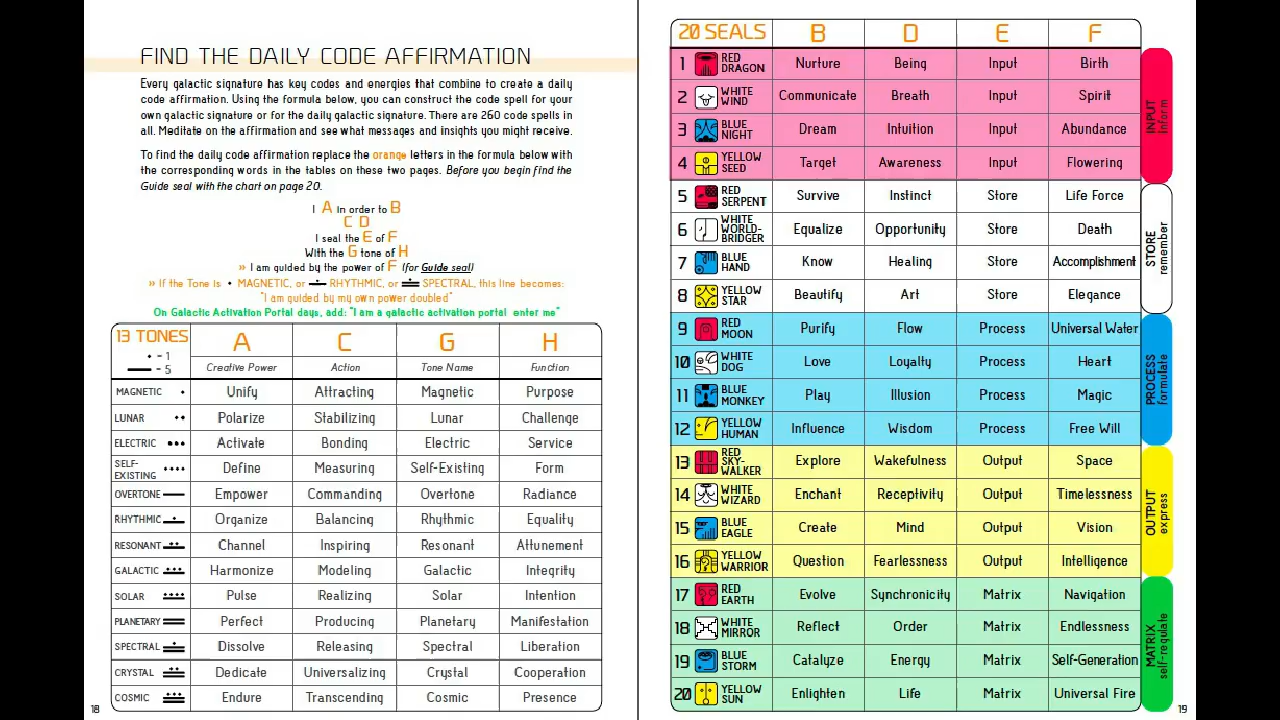 FIND THE DAILY CODE AFFIRMATION
Every galactic signature has key codes and energies that combine to create a daily
code affirmation. Using the formula below, you can construct the code spell for your
own galactic signature or for the daily galactic signature. There are 260 code spells in
all. Meditate on the affirmation and see what messages and insights you might receive.
To find the daily code affirmation replace the orange letters in the formula below with
the corresponding words in the tables on these two pages. Before you begin find the
Guide seal with the chart on page 20.
I A in order to B
C D
I seal the E of F
With the G tone of H
» I am guided by the power of F (for Guide seal)
» If the Tone is • MAGNETIC, or RHYTHMIC, or SPECTRAL, this line becomes:
"I am guided by my own power doubled"
On Galactic Activation Portal days, add: "I am a galactic activation portal enter me"
13 TONES A C G H
• - 1
— - 5
Creative Power Action Tone Name Function
MAGNETIC • Unify Attracting Magnetic Purpose
LUNAR •• Polarize Stabilizing Lunar Challenge
ELECTRIC ••• Activate Bonding Electric Service
SELF-
EXISTING •••• Define Measuring Self-Existing Form
OVERTONE Empower Commanding Overtone Radiance
RHYTHMIC Organize Balancing Rhythmic Equality
RESONANT Channel Inspiring Resonant Attunement
GALACTIC Harmonize Modeling Galactic Integrity
SOLAR Pulse Realizing Solar Intention
PLANETARY Perfect Producing Planetary Manifestation
SPECTRAL Dissolve Releasing Spectral Liberation
CRYSTAL Dedicate Universalizing Crystal Cooperation
COSMIC Endure Transcending Cosmic Presence
18
20 SEALS B D E F
1 RED DRAGON Nurture Being Input Birth
2 WHITE WIND Communicate Breath Input Spirit
3 BLUE NIGHT Dream Intuition Input Abundance
4 YELLOW SEED Target Awareness Input Flowering
INPUT
inform
5 RED SERPENT Survive Instinct Store Life Force
6 WHITE WORLD-BRIDGER Equalize Opportunity Store Death
7 BLUE HAND Know Healing Store Accomplishment
8 YELLOW STAR Beautify Art Store Elegance
STORE
remember
9 RED MOON Purify Flow Process Universal Water
10 WHITE DOG Love Loyalty Process Heart
11 BLUE MONKEY Play Illusion Process Magic
12 YELLOW HUMAN Influence Wisdom Process Free Will
PROCESS
formulate
13 RED SKY-WALKER Explore Wakefulness Output Space
14 WHITE WIZARD Enchant Receptivity Output Timelessness
15 BLUE EAGLE Create Mind Output Vision
16 YELLOW WARRIOR Question Fearlessness Output Intelligence
OUTPUT
express
17 RED EARTH Evolve Synchronicity Matrix Navigation
18 WHITE MIRROR Reflect Order Matrix Endlessness
19 BLUE STORM Catalyze Energy Matrix Self-Generation
20 YELLOW SUN Enlighten Life Matrix Universal Fire
MATRIX
self-regulate
19